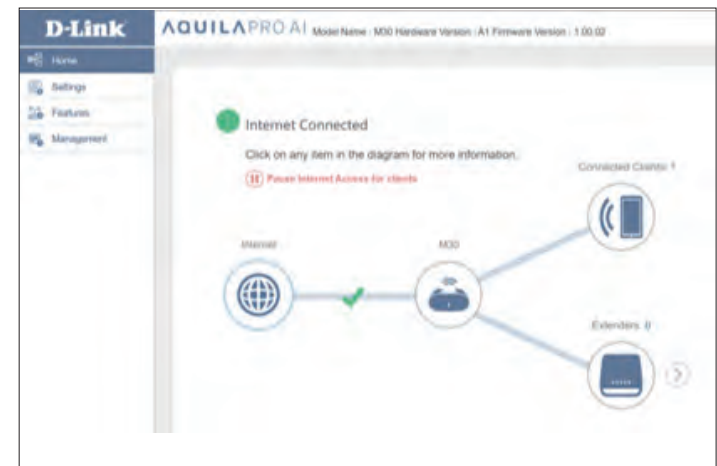 D-Link
AQUILA PRO AI Model Name : M30 Hardware Version : A1 Firmware Version : 1.00.02
Home
Settings
Features
Management
Internet Connected
Click on any item in the diagram for more information.
Pause Internet Access for clients
Connected Clients: 1
Internet
M30
Extenders: 0